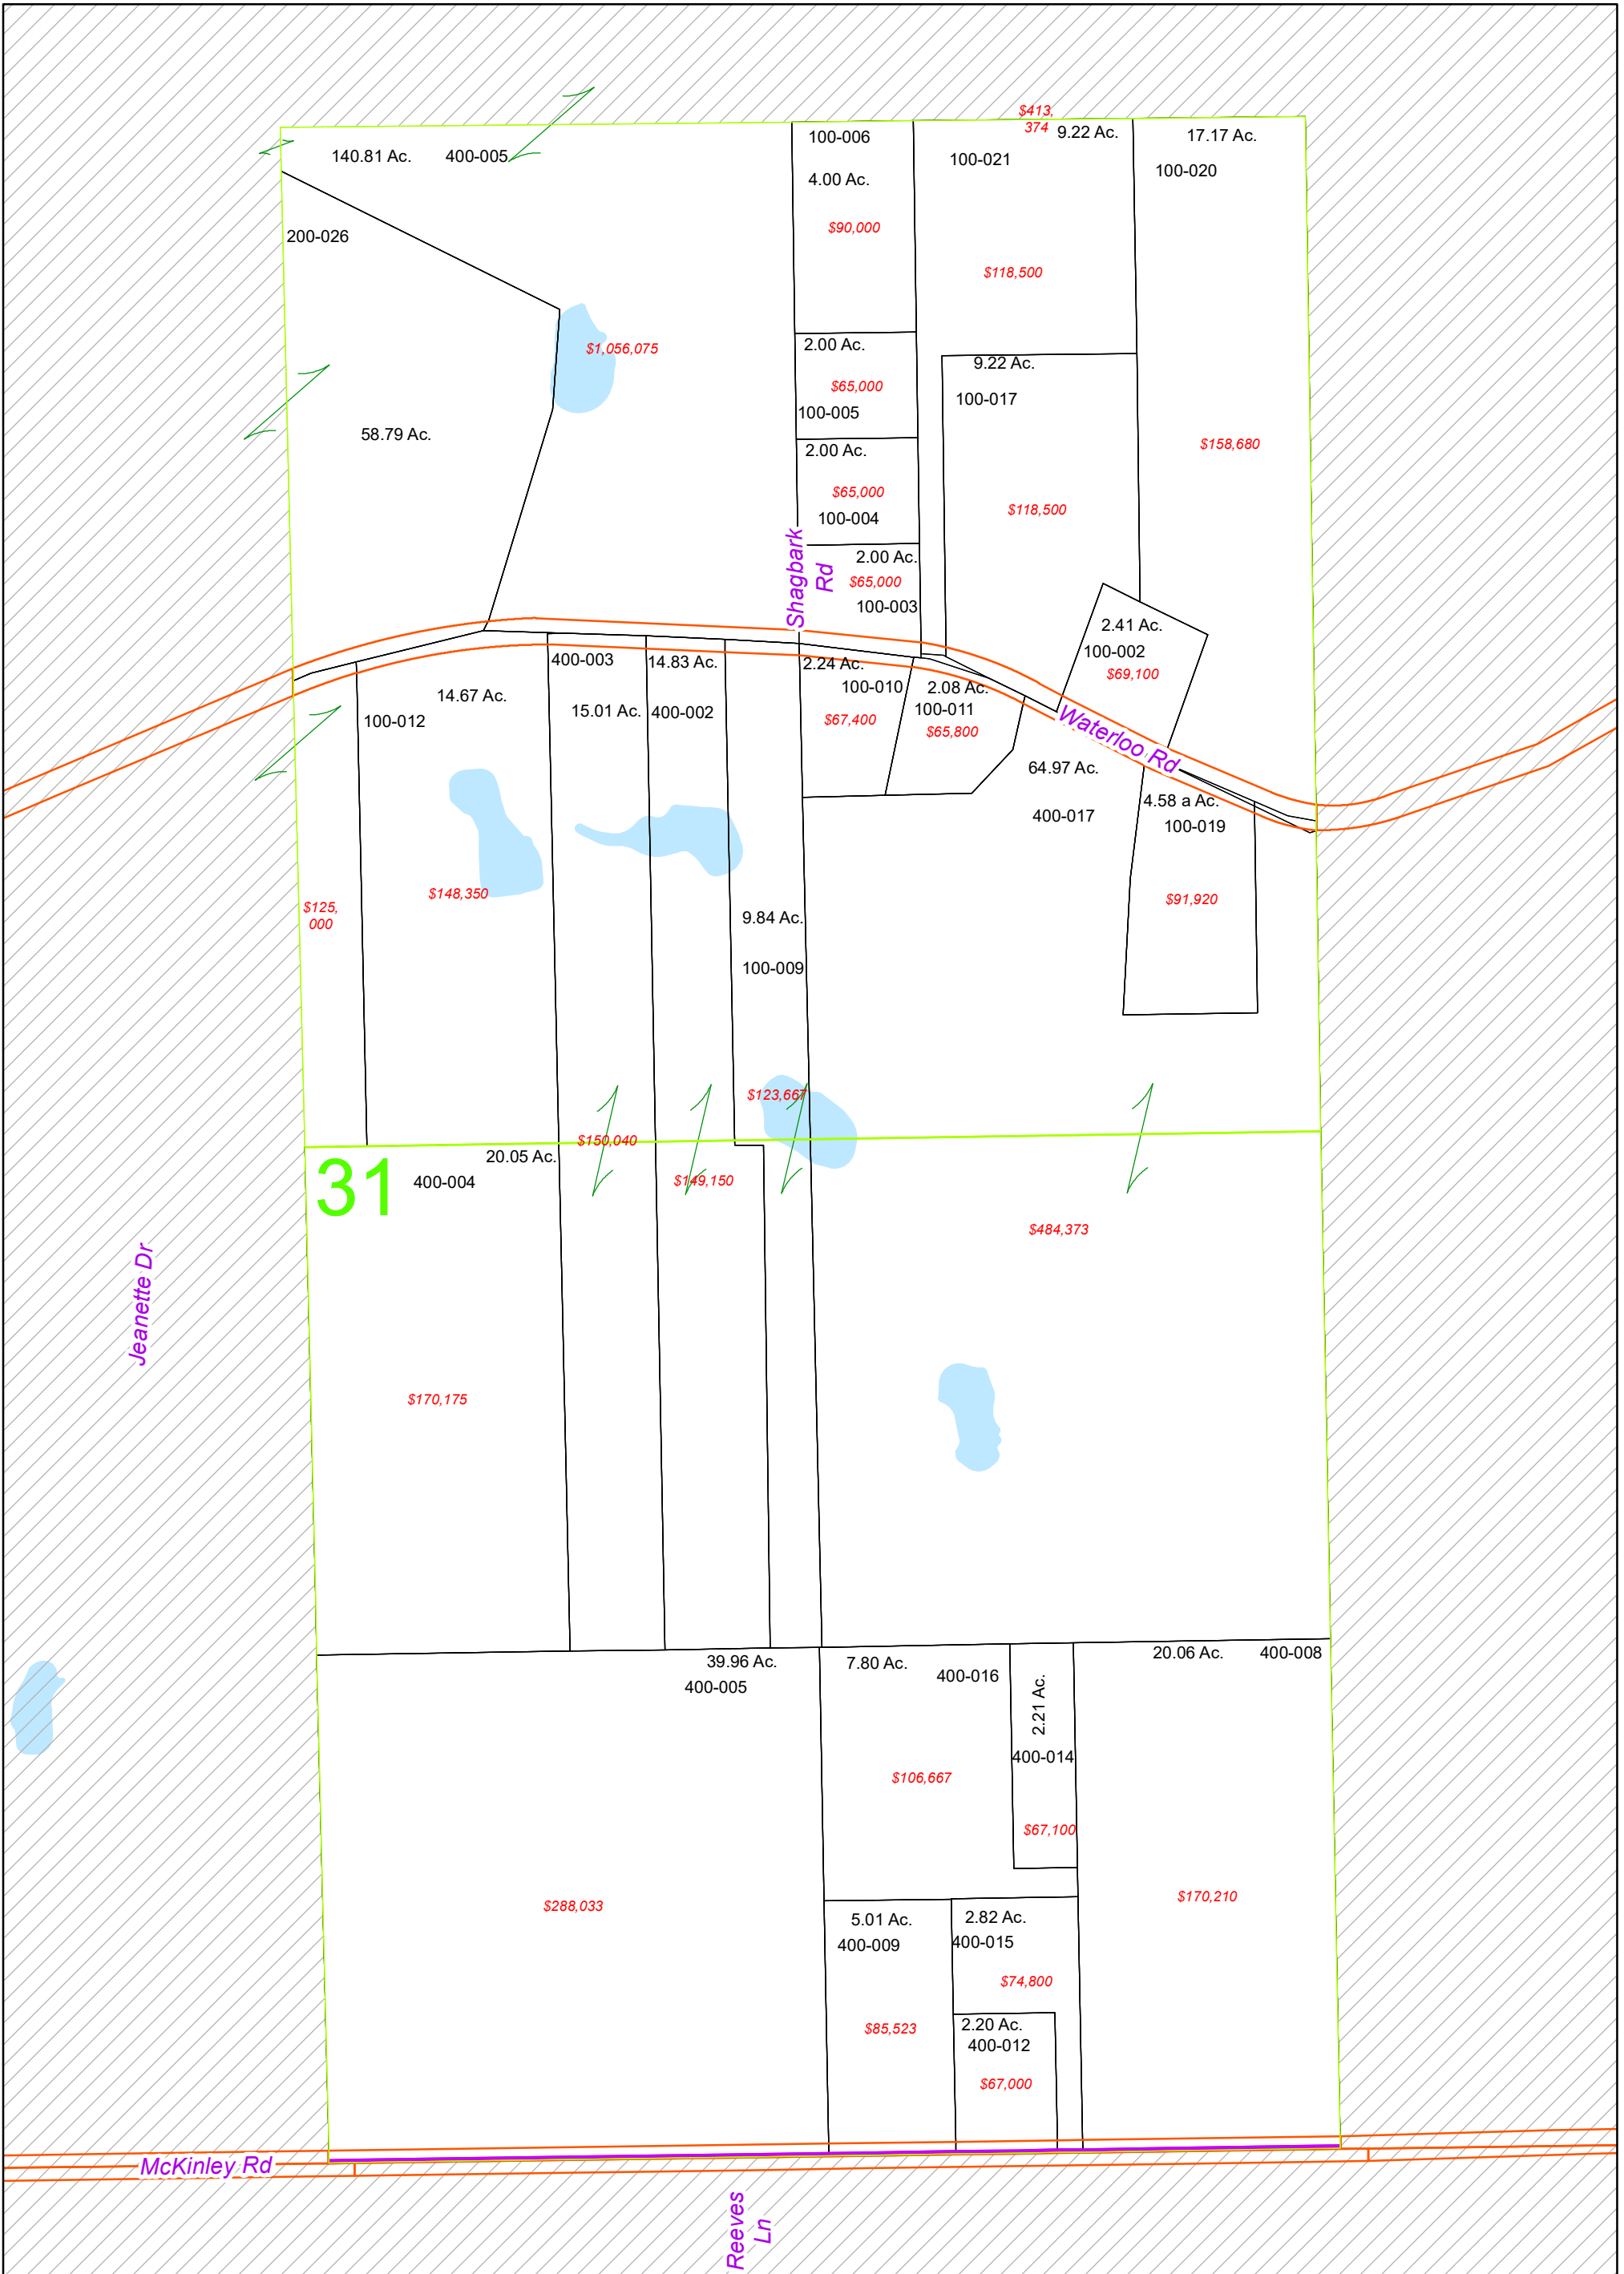 $413,
374
9.22 Ac.
17.17 Ac.
100-006
140.81 Ac.
400-005
100-021
100-020
4.00 Ac.
$90,000
200-026
$118,500
2.00 Ac.
$1,056,075
9.22 Ac.
$65,000
100-017
100-005
58.79 Ac.
$158,680
2.00 Ac.
$65,000
$118,500
100-004
Shagbark
Rd
2.00 Ac.
$65,000
100-003
2.41 Ac.
100-002
$69,100
400-003
14.83 Ac.
2.24 Ac.
100-010
2.08 Ac.
14.67 Ac.
100-012
15.01 Ac.
400-002
100-011
$67,400
$65,800
Waterloo Rd
64.97 Ac.
400-017
4.58 a Ac.
100-019
$148,350
$125,
000
$91,920
9.84 Ac.
100-009
$123,667
$150,040
20.05 Ac.
31
400-004
$149,150
$484,373
Jeanette Dr
$170,175
39.96 Ac.
400-005
7.80 Ac.
400-016
2.21 Ac.
400-014
20.06 Ac.
400-008
$106,667
$67,100
$288,033
$170,210
5.01 Ac.
400-009
2.82 Ac.
400-015
$74,800
$85,523
2.20 Ac.
400-012
$67,000
McKinley Rd
Reeves
Ln